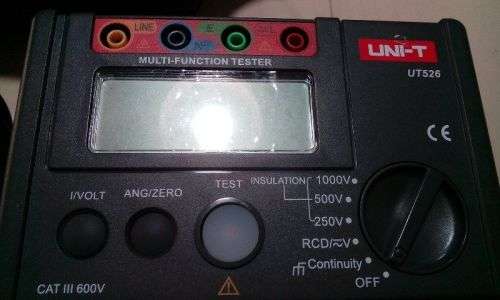 LINE
E
MULTI-FUNCTION TESTER
UNI-T
UT526
CE
I/VOLT
ANG/ZERO
TEST
INSULATION
1000V
500V
250V
RCD/≂V
Continuity
OFF
CAT III 600V